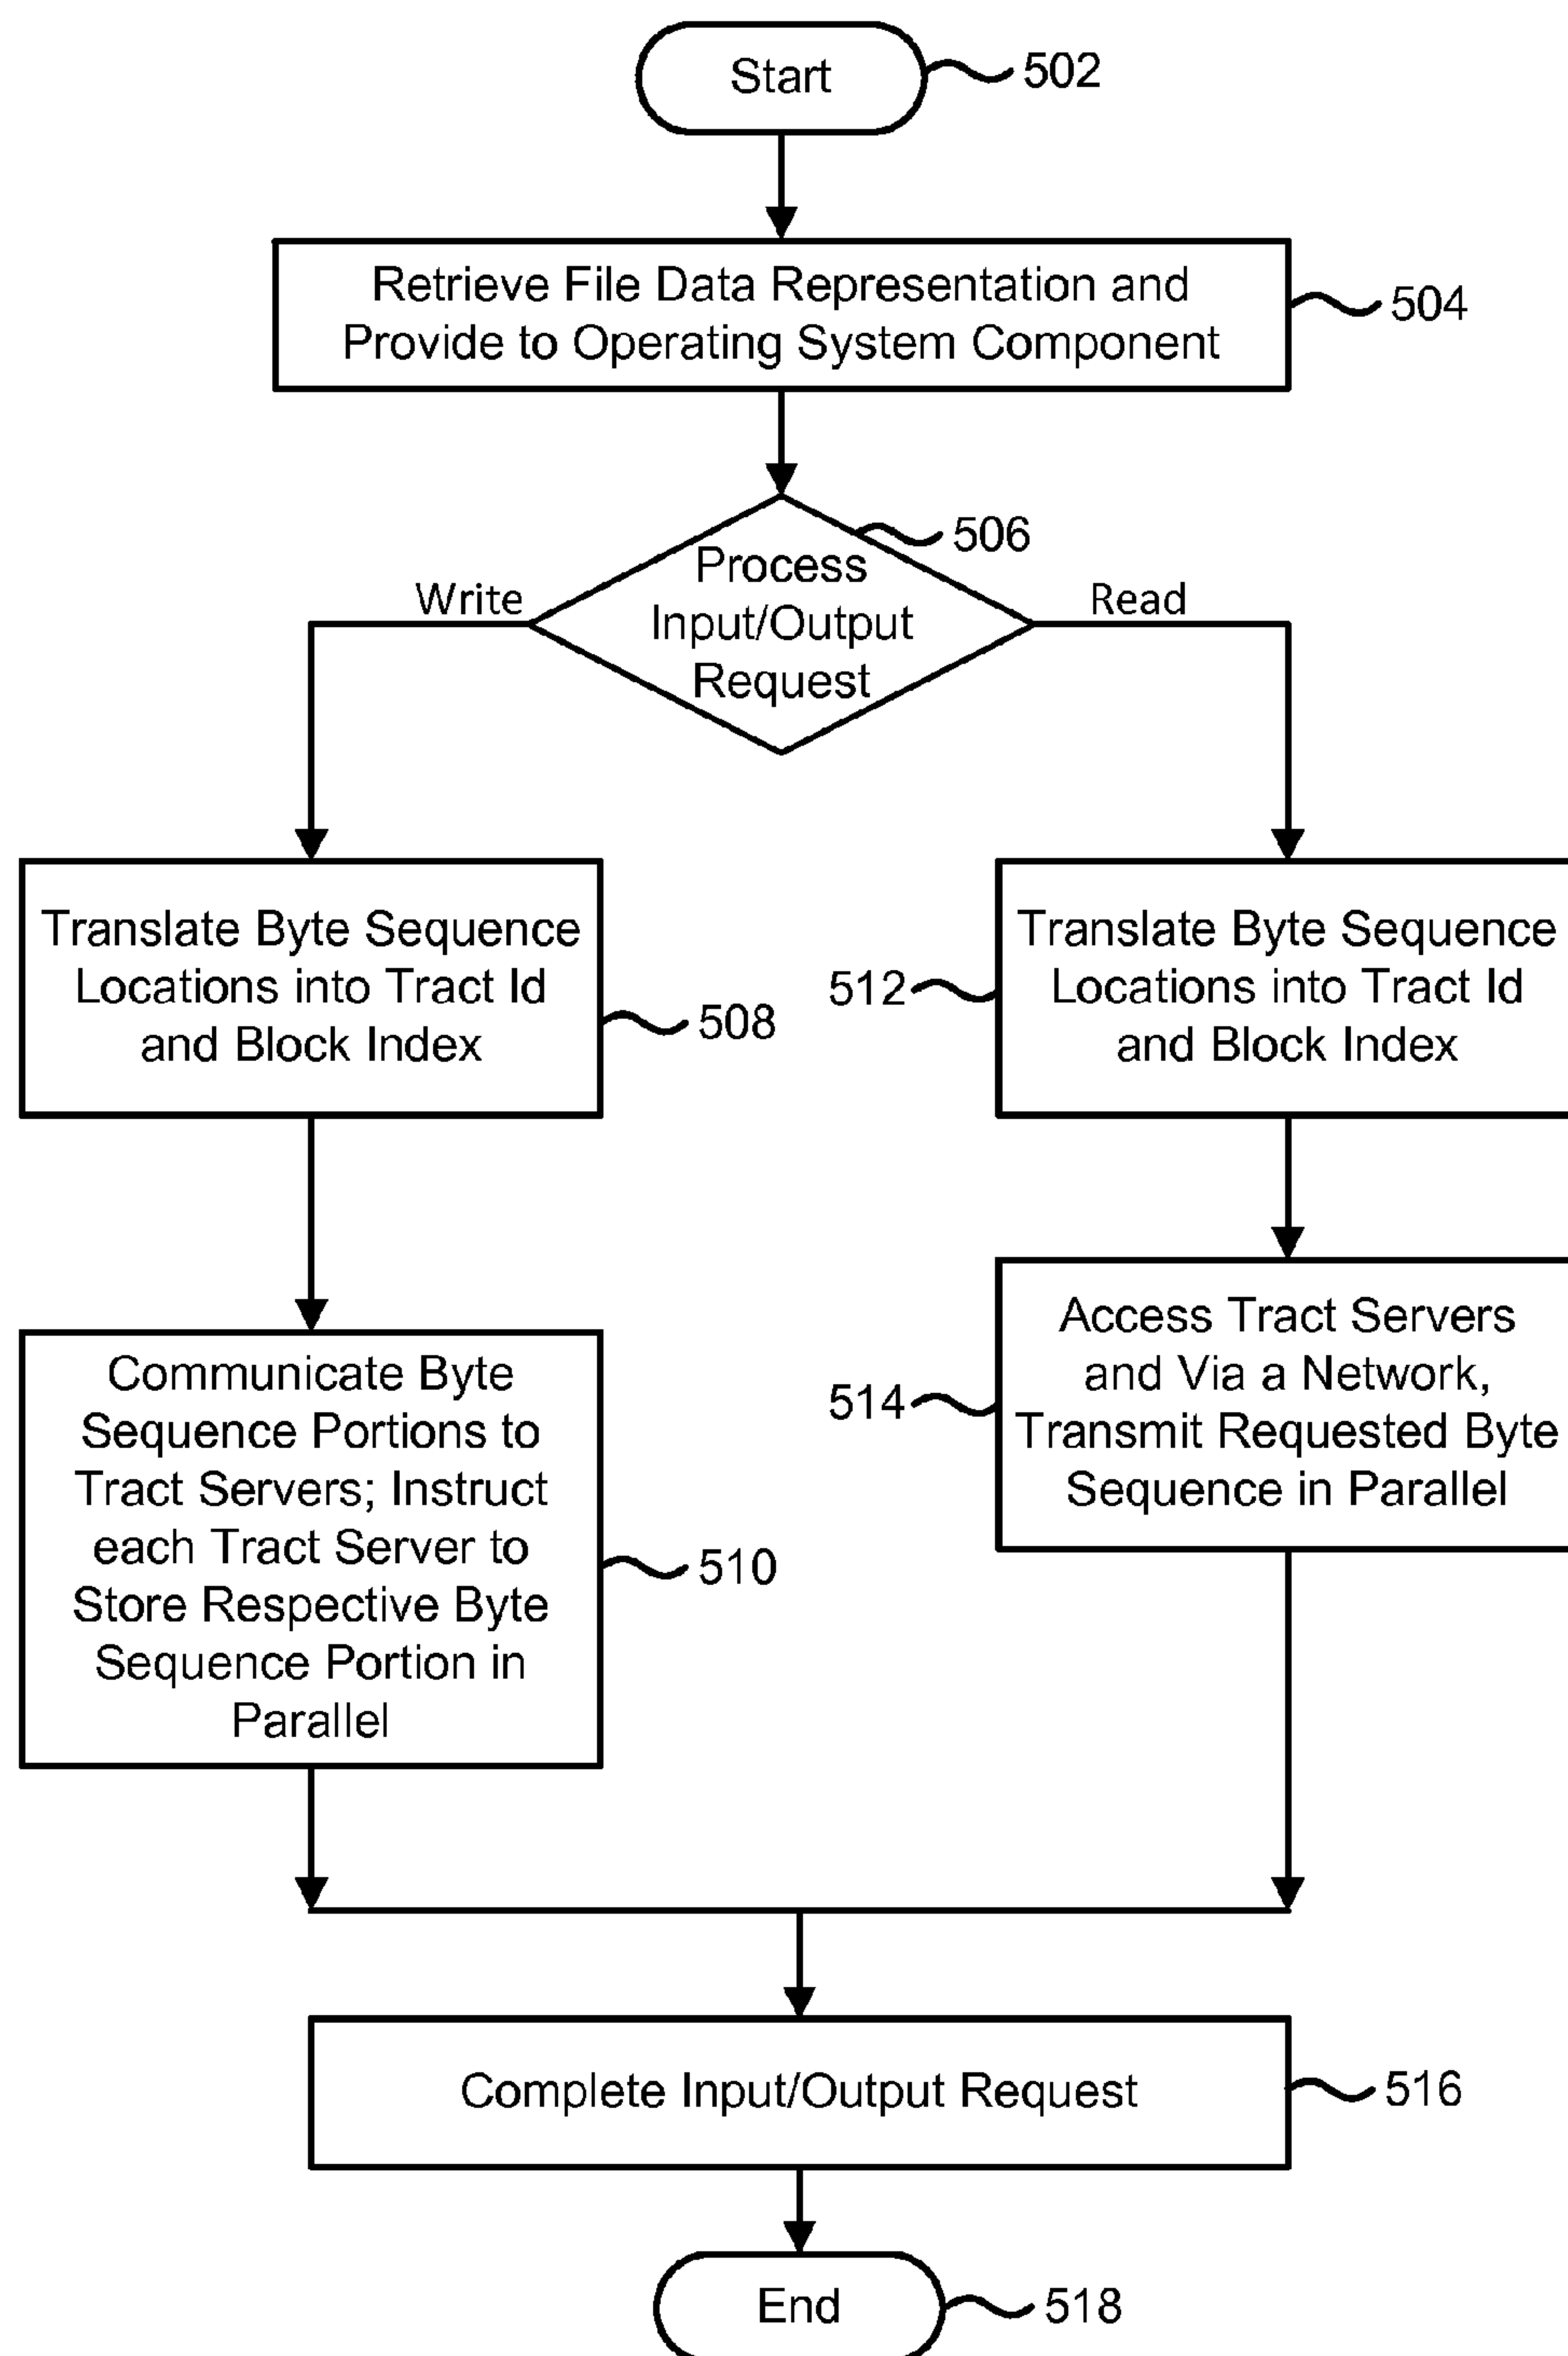 Start
502
Retrieve File Data Representation and
Provide to Operating System Component
504
506
Process
Input/Output
Request
Write
Read
Translate Byte Sequence
Locations into Tract Id
and Block Index
508
Translate Byte Sequence
Locations into Tract Id
and Block Index
512
Communicate Byte
Sequence Portions to
Tract Servers; Instruct
each Tract Server to
Store Respective Byte
Sequence Portion in
Parallel
510
Access Tract Servers
and Via a Network,
Transmit Requested Byte
Sequence in Parallel
514
Complete Input/Output Request
516
End
518